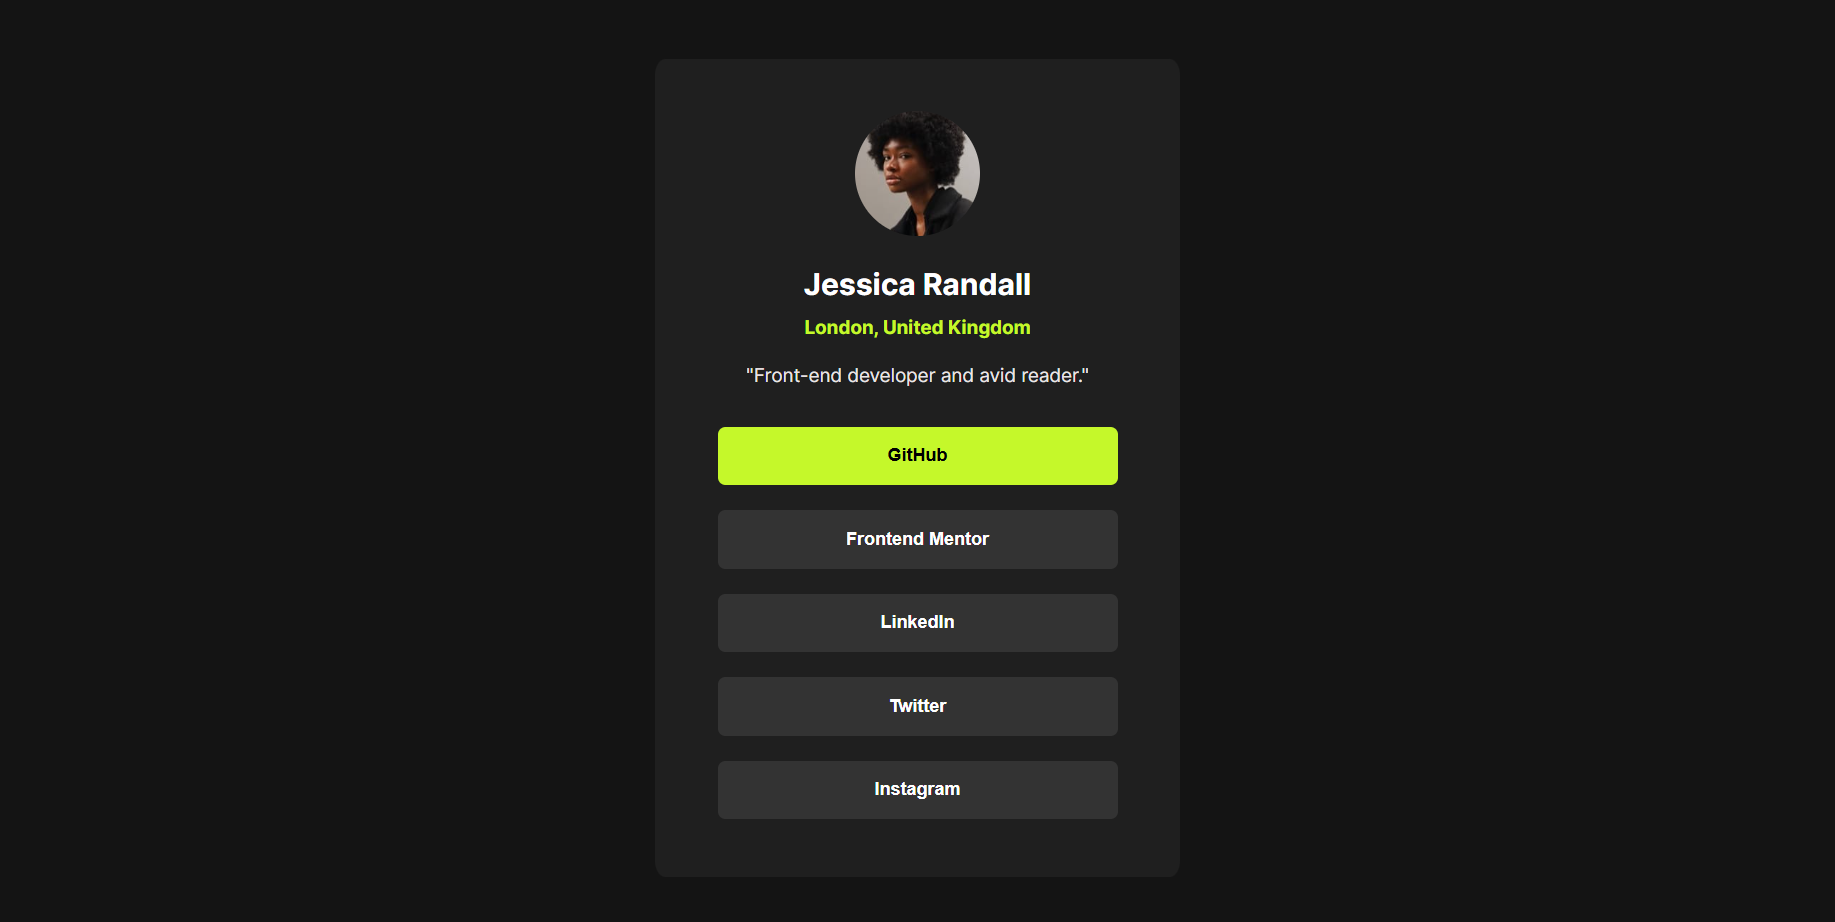 Jessica Randall
London, United Kingdom
"Front-end developer and avid reader."
GitHub
Frontend Mentor
LinkedIn
Twitter
Instagram